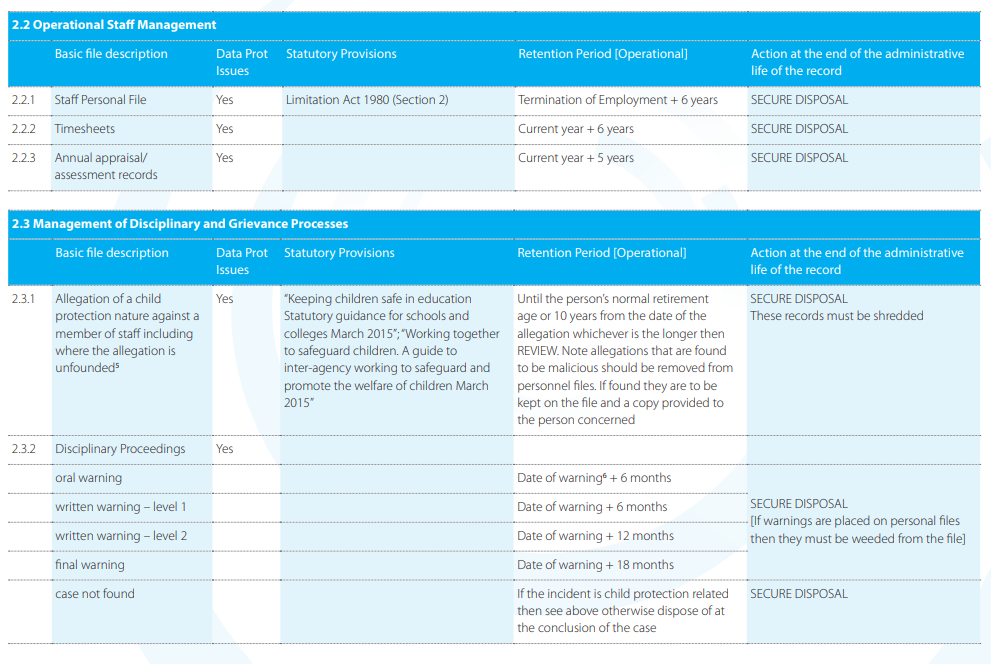 2.2 Operational Staff Management
Basic file description
Data Prot
Issues
Statutory Provisions
Retention Period [Operational]
Action at the end of the administrative
life of the record
2.2.1
Staff Personal File
Yes
Limitation Act 1980 (Section 2)
Termination of Employment + 6 years
SECURE DISPOSAL
2.2.2
Timesheets
Yes
Current year + 6 years
SECURE DISPOSAL
2.2.3
Annual appraisal/
assessment records
Yes
Current year + 5 years
SECURE DISPOSAL
2.3 Management of Disciplinary and Grievance Processes
Basic file description
Data Prot
Issues
Statutory Provisions
Retention Period [Operational]
Action at the end of the administrative
life of the record
2.3.1
Allegation of a child
protection nature against a
member of staff including
where the allegation is
unfounded⁵
Yes
“Keeping children safe in education
Statutory guidance for schools and
colleges March 2015”; “Working together
to safeguard children. A guide to
inter-agency working to safeguard and
promote the welfare of children March
2015”
Until the person’s normal retirement
age or 10 years from the date of the
allegation whichever is the longer then
REVIEW. Note allegations that are found
to be malicious should be removed from
personnel files. If found they are to be
kept on the file and a copy provided to
the person concerned
SECURE DISPOSAL
These records must be shredded
2.3.2
Disciplinary Proceedings
Yes
oral warning
Date of warning⁶ + 6 months
written warning – level 1
Date of warning + 6 months
written warning – level 2
Date of warning + 12 months
final warning
Date of warning + 18 months
SECURE DISPOSAL
[If warnings are placed on personal files
then they must be weeded from the file]
case not found
If the incident is child protection related
then see above otherwise dispose of at
the conclusion of the case
SECURE DISPOSAL